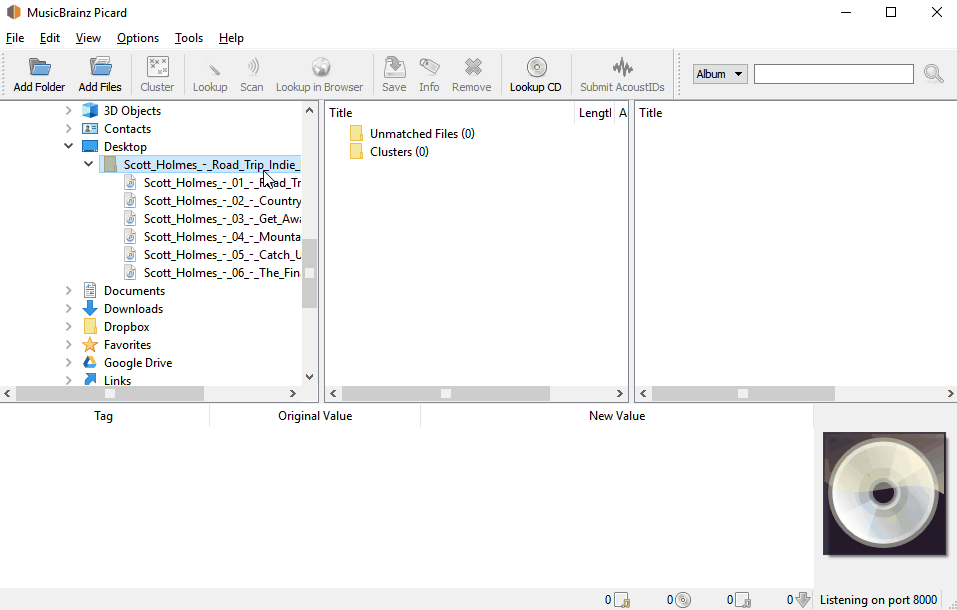 MusicBrainz Picard
File Edit View Options Tools Help
Add Folder Add Files Cluster Lookup Scan Lookup in Browser Save Info Remove Lookup CD Submit AcoustIDs Album
3D Objects
Contacts
Desktop
Scott_Holmes_-_Road_Trip_Indie_
Scott_Holmes_-_01_-_Road_Tr
Scott_Holmes_-_02_-_Country
Scott_Holmes_-_03_-_Get_Awa
Scott_Holmes_-_04_-_Mounta
Scott_Holmes_-_05_-_Catch_U
Scott_Holmes_-_06_-_The_Fin
Documents
Downloads
Dropbox
Favorites
Google Drive
Links
Title Lengtl A
Unmatched Files (0)
Clusters (0)
Title
Tag Original Value New Value
0 0 0 0 Listening on port 8000